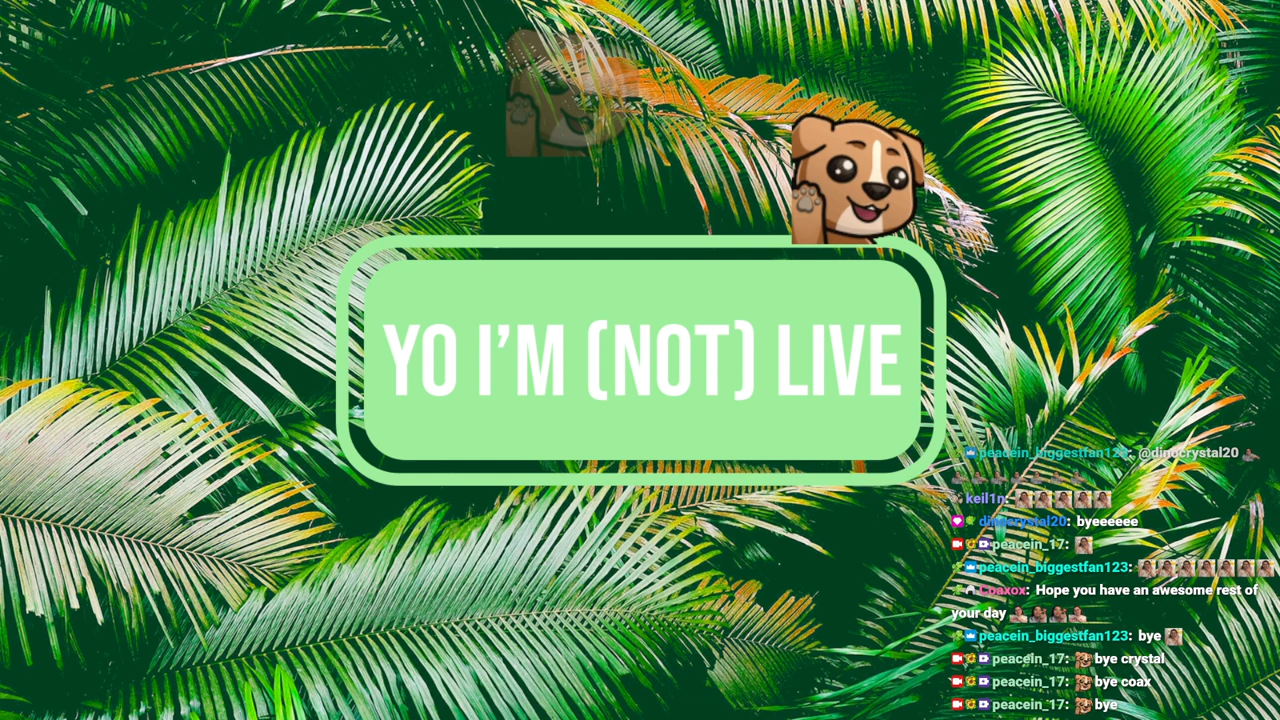 YO I'M (NOT) LIVE
peacein_biggestfan123: @dinocrystal20
keil1n:
dinocrystal20: byeeeeee
peacein_17:
peacein_biggestfan123:
Coaxox: Hope you have an awesome rest of
your day
peacein_biggestfan123: bye
peacein_17: bye crystal
peacein_17: bye coax
peacein_17: bye